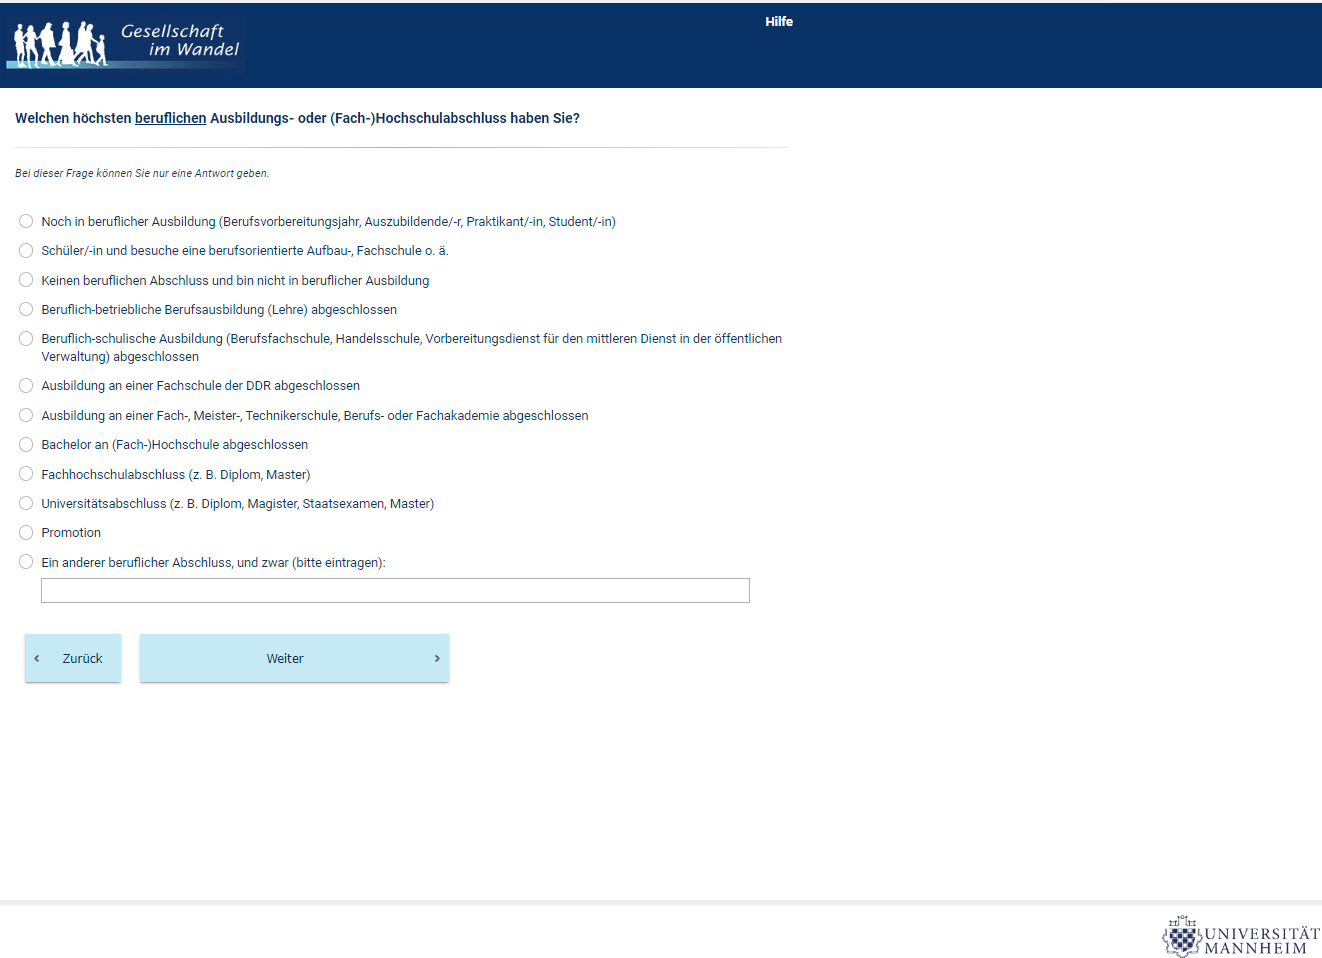 Gesellschaft
im Wandel
Hilfe
Welchen höchsten beruflichen Ausbildungs- oder (Fach-)Hochschulabschluss haben Sie?
Bei dieser Frage können Sie nur eine Antwort geben.
Noch in beruflicher Ausbildung (Berufsvorbereitungsjahr, Auszubildende/-r, Praktikant/-in, Student/-in)
Schüler/-in und besuche eine berufsorientierte Aufbau-, Fachschule o. ä.
Keinen beruflichen Abschluss und bin nicht in beruflicher Ausbildung
Beruflich-betriebliche Berufsausbildung (Lehre) abgeschlossen
Beruflich-schulische Ausbildung (Berufsfachschule, Handelsschule, Vorbereitungsdienst für den mittleren Dienst in der öffentlichen
Verwaltung) abgeschlossen
Ausbildung an einer Fachschule der DDR abgeschlossen
Ausbildung an einer Fach-, Meister-, Technikerschule, Berufs- oder Fachakademie abgeschlossen
Bachelor an (Fach-)Hochschule abgeschlossen
Fachhochschulabschluss (z. B. Diplom, Master)
Universitätsabschluss (z. B. Diplom, Magister, Staatsexamen, Master)
Promotion
Ein anderer beruflicher Abschluss, und zwar (bitte eintragen):
Zurück
Weiter
UNIVERSITÄT
MANNHEIM